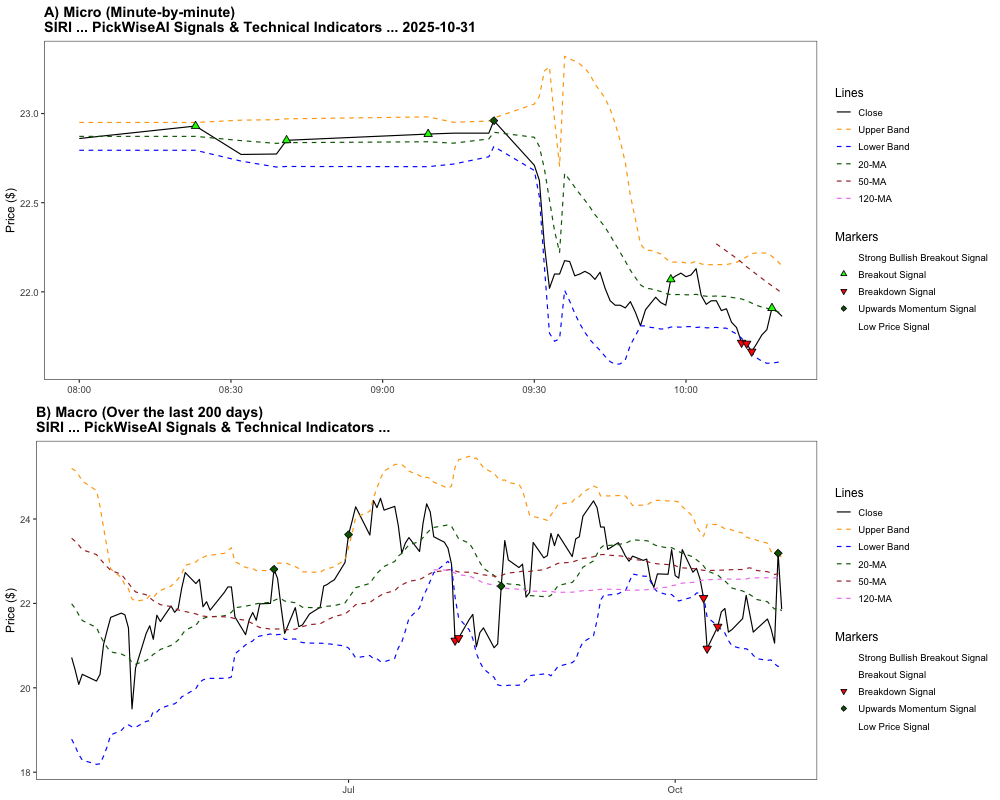 A) Micro (Minute-by-minute)
SIRI ... PickWiseAI Signals & Technical Indicators ... 2025-10-31
Price ($)
23.0
22.5
22.0
08:00
08:30
09:00
09:30
10:00
Lines
Close
Upper Band
Lower Band
20-MA
50-MA
120-MA
Markers
Strong Bullish Breakout Signal
Breakout Signal
Breakdown Signal
Upwards Momentum Signal
Low Price Signal
B) Macro (Over the last 200 days)
SIRI ... PickWiseAI Signals & Technical Indicators ...
Price ($)
24
22
20
18
Jul
Oct
Lines
Close
Upper Band
Lower Band
20-MA
50-MA
120-MA
Markers
Strong Bullish Breakout Signal
Breakout Signal
Breakdown Signal
Upwards Momentum Signal
Low Price Signal